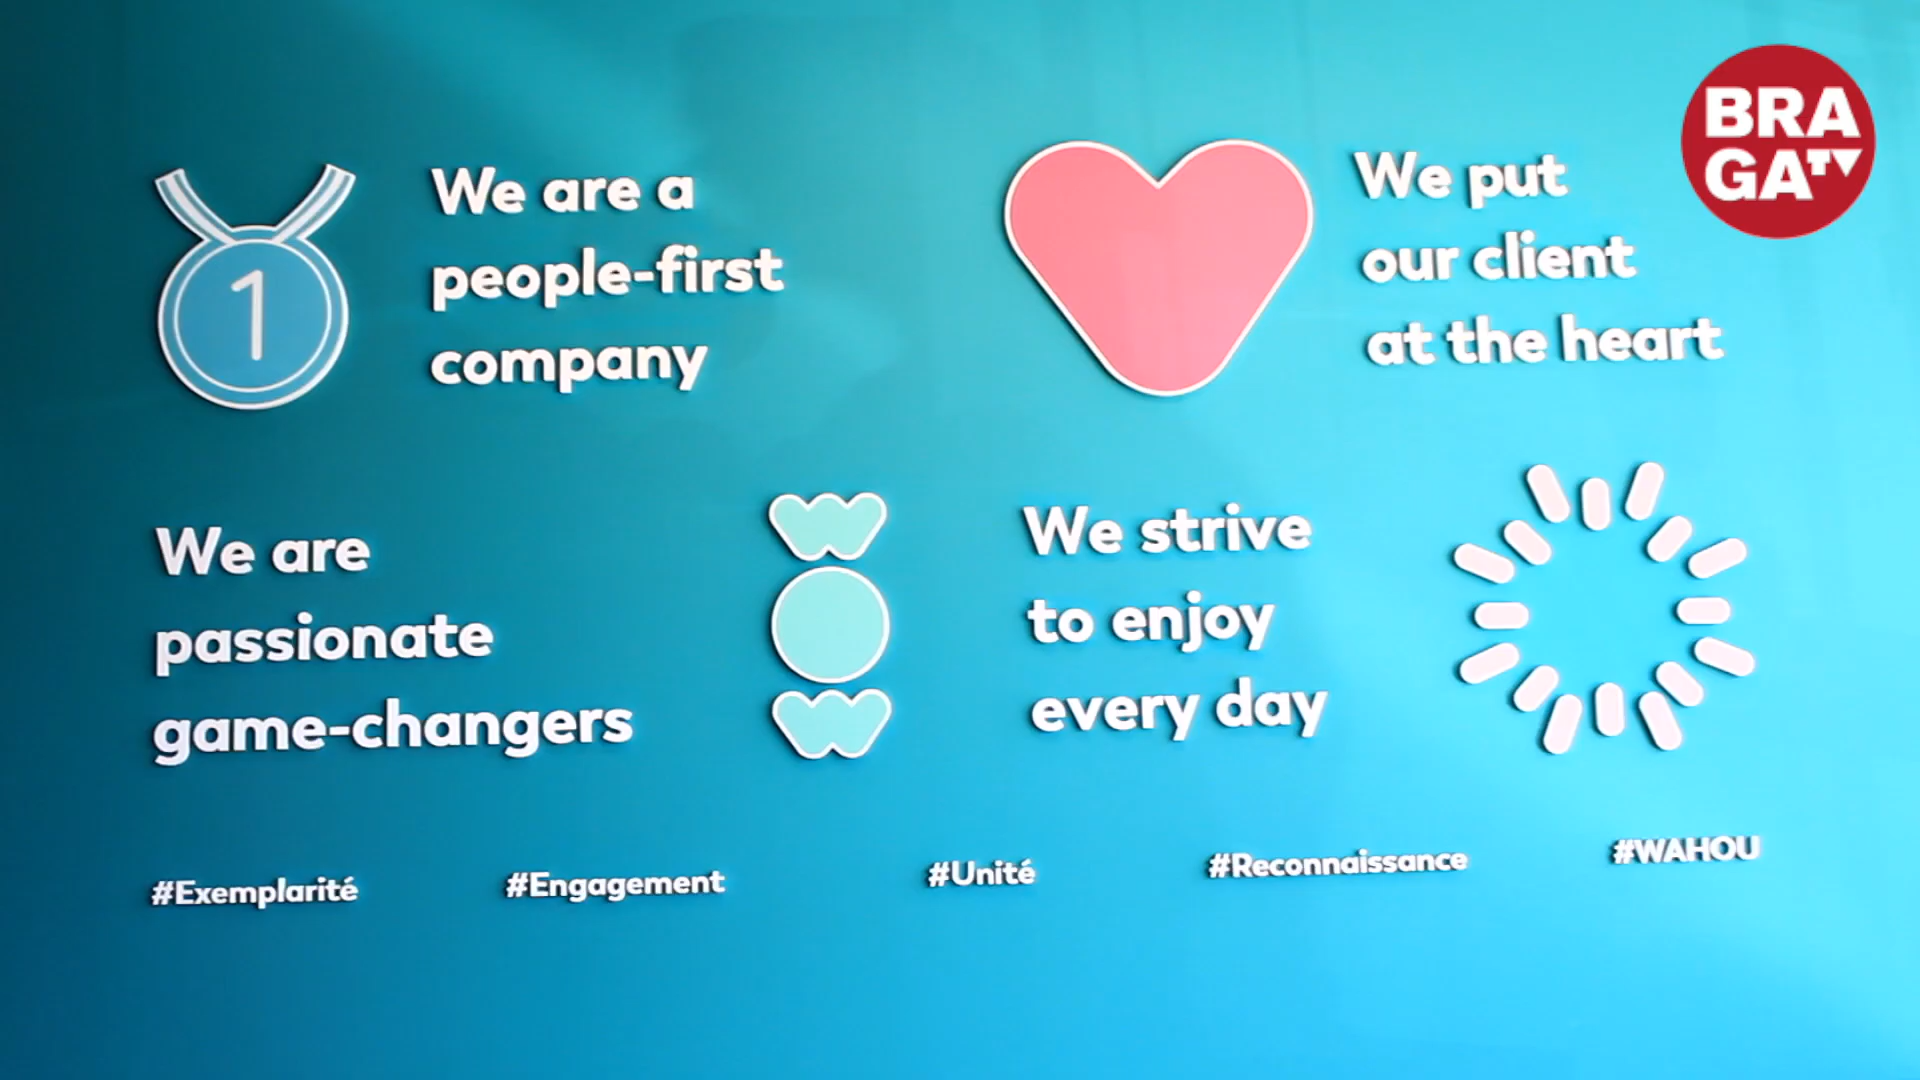 BRA
GATV
1
We are a
people-first
company
We put
our client
at the heart
We are
passionate
game-changers
We strive
to enjoy
every day
#Exemplarité
#Engagement
#Unité
#Reconnaissance
#WAHOU